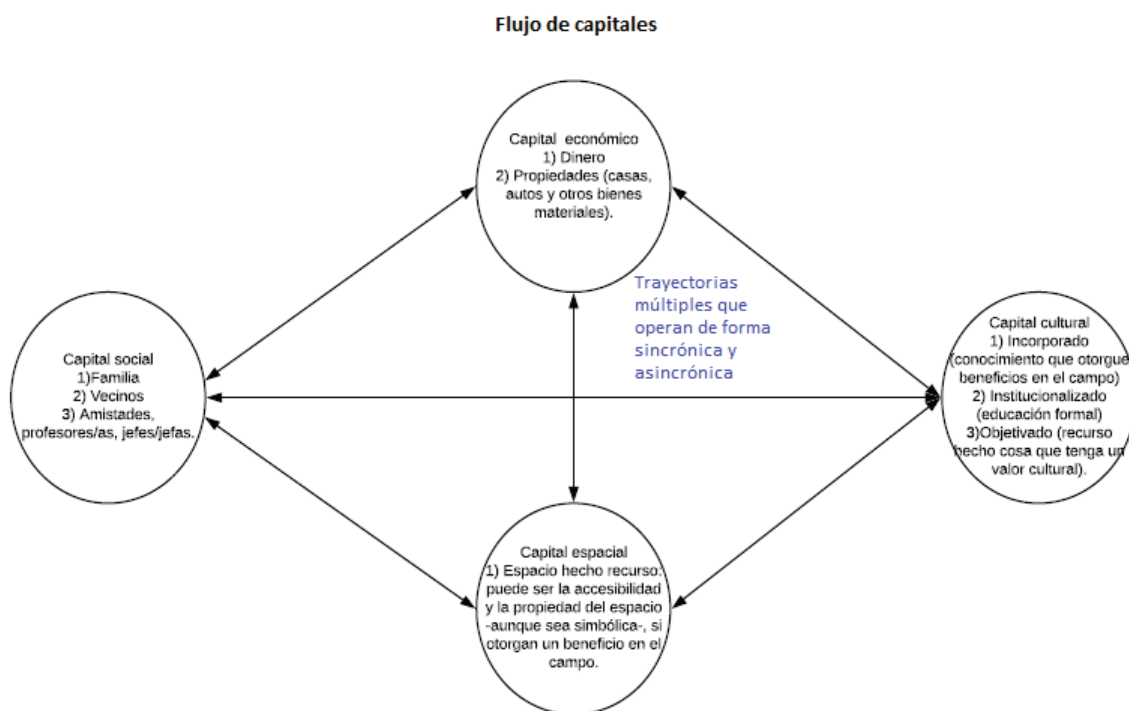 Flujo de capitales
Capital económico
1) Dinero
2) Propiedades (casas,
autos y otros bienes
materiales).
Trayectorias
múltiples que
operan de forma
sincrónica y
asincrónica
Capital social
1)Familia
2) Vecinos
3) Amistades,
profesores/as, jefes/jefas.
Capital cultural
1) Incorporado
(conocimiento que otorgue
beneficios en el campo)
2) Institucionalizado
(educación formal)
3)Objetivado (recurso
hecho cosa que tenga un
valor cultural).
Capital espacial
1) Espacio hecho recurso:
puede ser la accesibilidad
y la propiedad del espacio
-aunque sea simbólica-, si
otorgan un beneficio en el
campo.